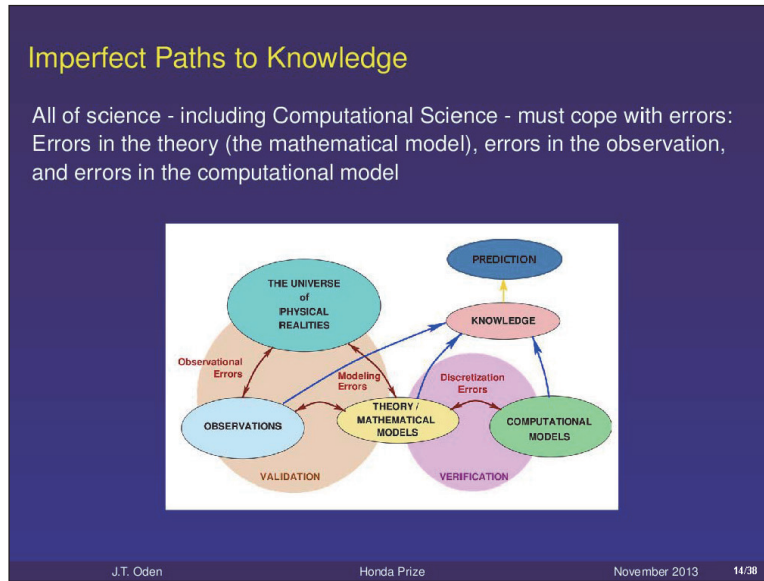 Imperfect Paths to Knowledge
All of science - including Computational Science - must cope with errors:
Errors in the theory (the mathematical model), errors in the observation,
and errors in the computational model
PREDICTION
THE UNIVERSE
of
PHYSICAL
REALITIES
KNOWLEDGE
Observational
Errors
Modeling
Errors
Discretization
Errors
OBSERVATIONS
THEORY /
MATHEMATICAL
MODELS
COMPUTATIONAL
MODELS
VALIDATION
VERIFICATION
J.T. Oden
Honda Prize
November 2013
14/38